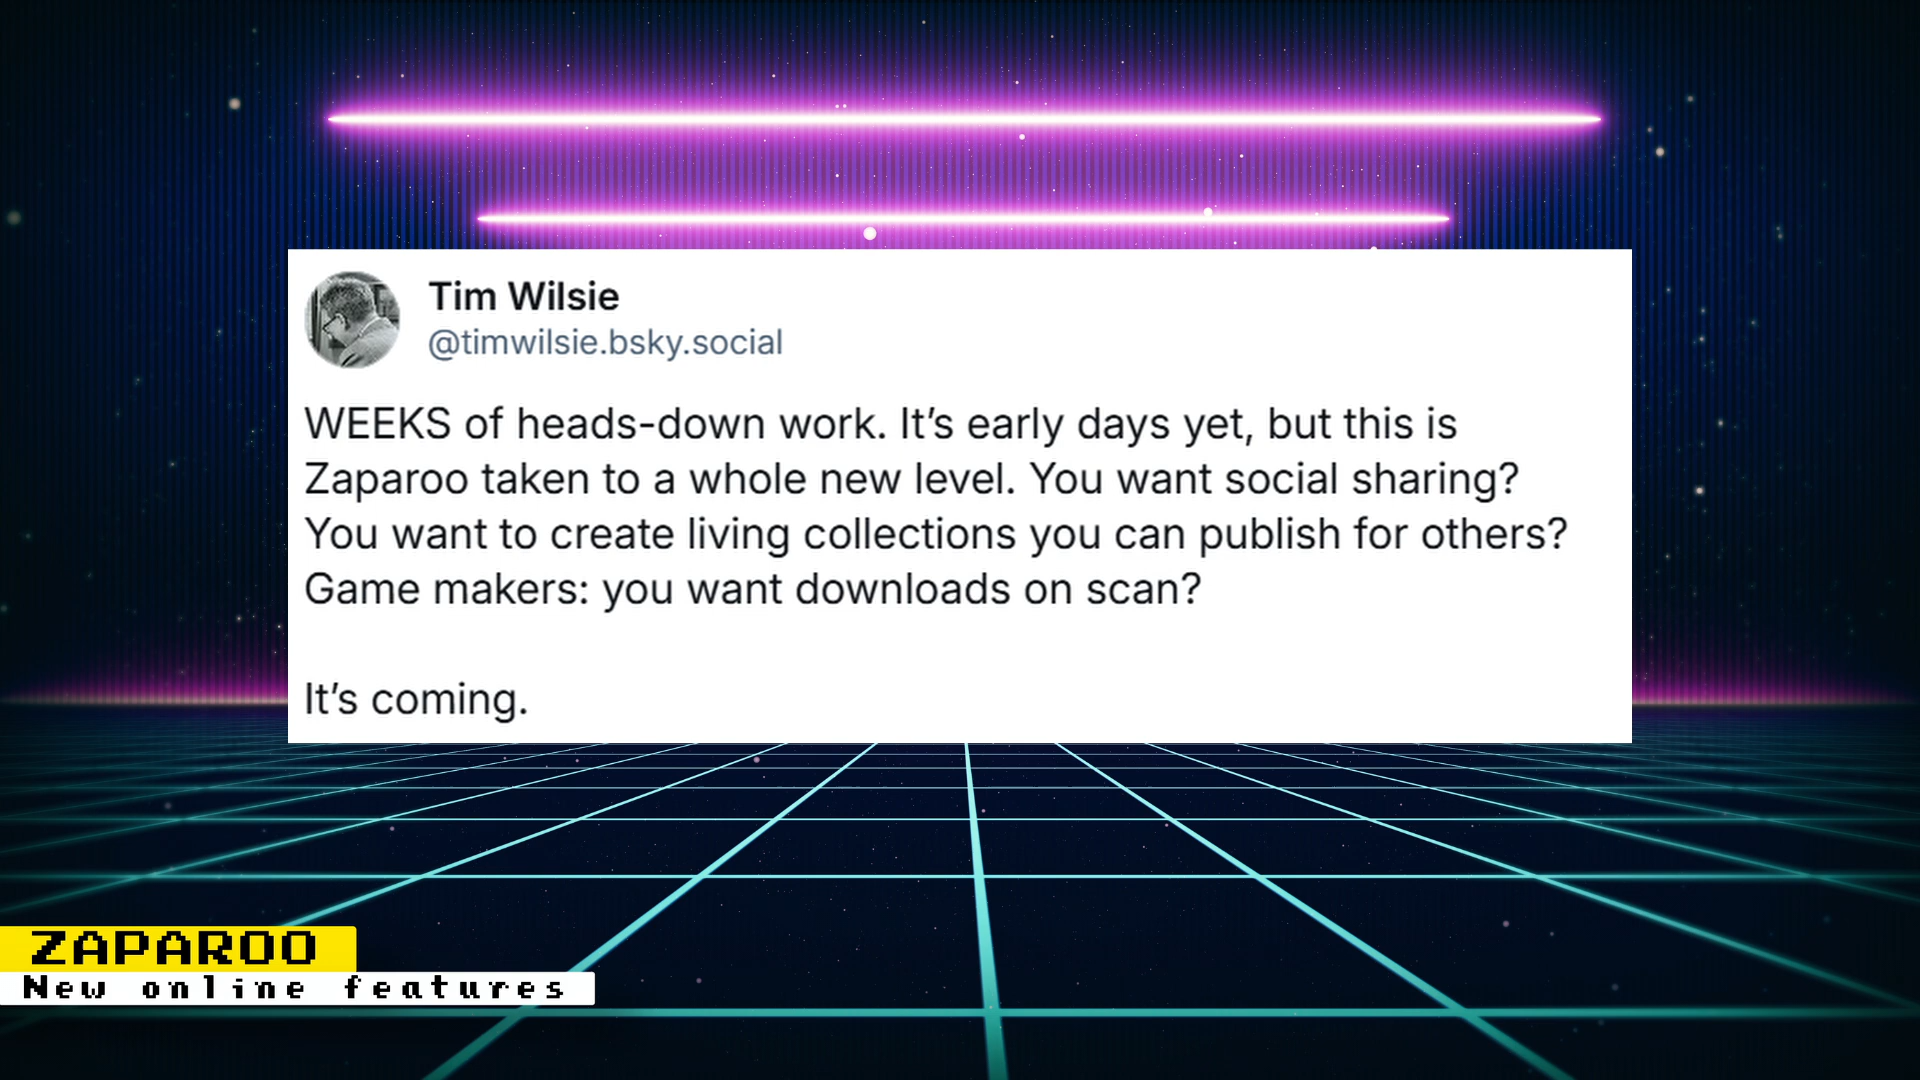 Tim Wilsie
@timwilsie.bsky.social
WEEKS of heads-down work. It’s early days yet, but this is
Zaparoo taken to a whole new level. You want social sharing?
You want to create living collections you can publish for others?
Game makers: you want downloads on scan?
It’s coming.
ZAPAROO
New online features